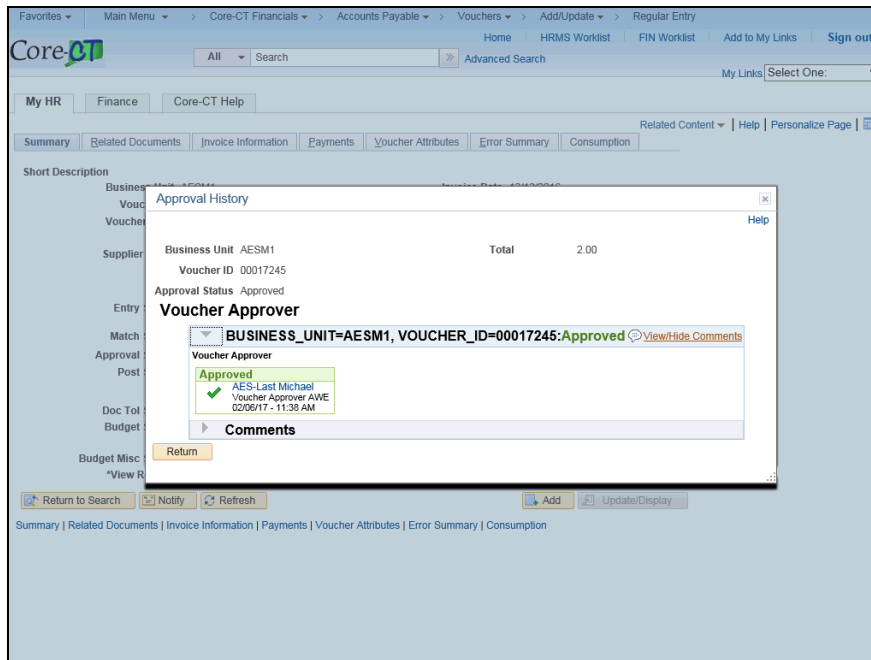 Favorites Main Menu > Core-CT Financials > Accounts Payable > Vouchers > Add/Update > Regular Entry
Home HRMS Worklist FIN Worklist Add to My Links Sign out
Core-CT
All Search >> Advanced Search
My Links Select One:
My HR Finance Core-CT Help
Related Content | Help | Personalize Page |
Summary Related Documents Invoice Information Payments Voucher Attributes Error Summary Consumption
Short Description
Approval History
Help
Supplier
Business Unit AESM1 Total 2.00
Voucher ID 00017245
Approval Status Approved
Entry
Voucher Approver
Match
BUSINESS_UNIT=AESM1, VOUCHER_ID=00017245:Approved View/Hide Comments
Approval
Voucher Approver
Post
Approved
AES-Last Michael
Voucher Approver AWE
02/06/17 - 11:38 AM
Doc Tol
Budget
Comments
Return
Budget Misc
*View R
Return to Search Notify Refresh Add Update/Display
Summary | Related Documents | Invoice Information | Payments | Voucher Attributes | Error Summary | Consumption